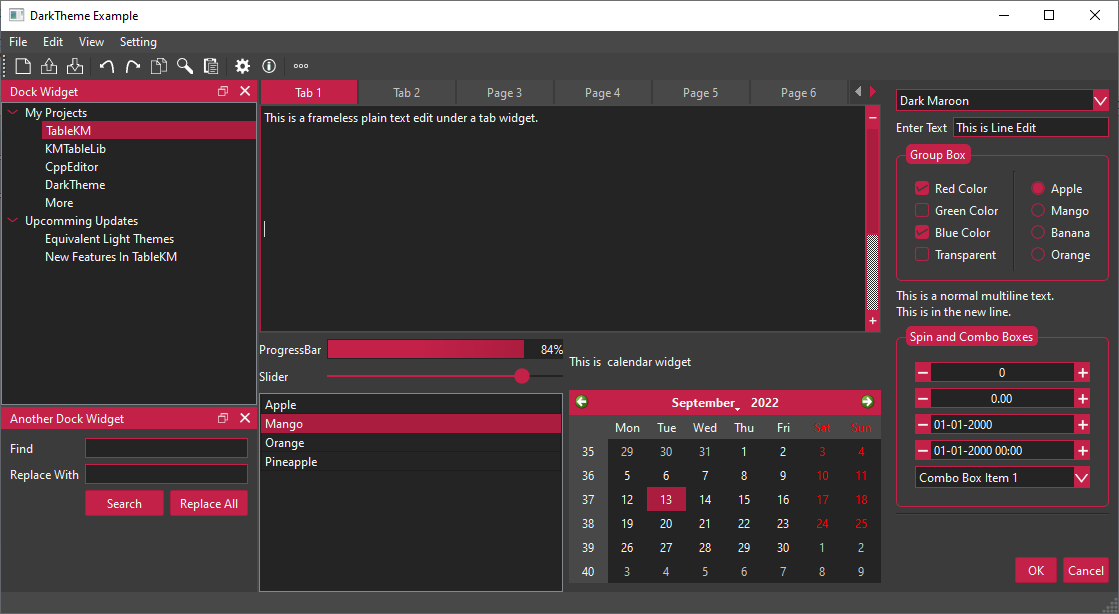 DarkTheme Example
File Edit View Setting
Dock Widget
My Projects
TableKM
KMTableLib
CppEditor
DarkTheme
More
Upcomming Updates
Equivalent Light Themes
New Features In TableKM
Another Dock Widget
Find
Replace With
Search Replace All
Tab 1 Tab 2 Page 3 Page 4 Page 5 Page 6
This is a frameless plain text edit under a tab widget.
ProgressBar 84%
Slider
Apple
Mango
Orange
Pineapple
This is  calendar widget
September 2022
Mon Tue Wed Thu Fri Sat Sun
35 29 30 31 1 2 3 4
36 5 6 7 8 9 10 11
37 12 13 14 15 16 17 18
38 19 20 21 22 23 24 25
39 26 27 28 29 30 1 2
40 3 4 5 6 7 8 9
Dark Maroon
Enter Text This is Line Edit
Group Box
Red Color Apple
Green Color Mango
Blue Color Banana
Transparent Orange
This is a normal multiline text.
This is in the new line.
Spin and Combo Boxes
0
0.00
01-01-2000
01-01-2000 00:00
Combo Box Item 1
OK Cancel